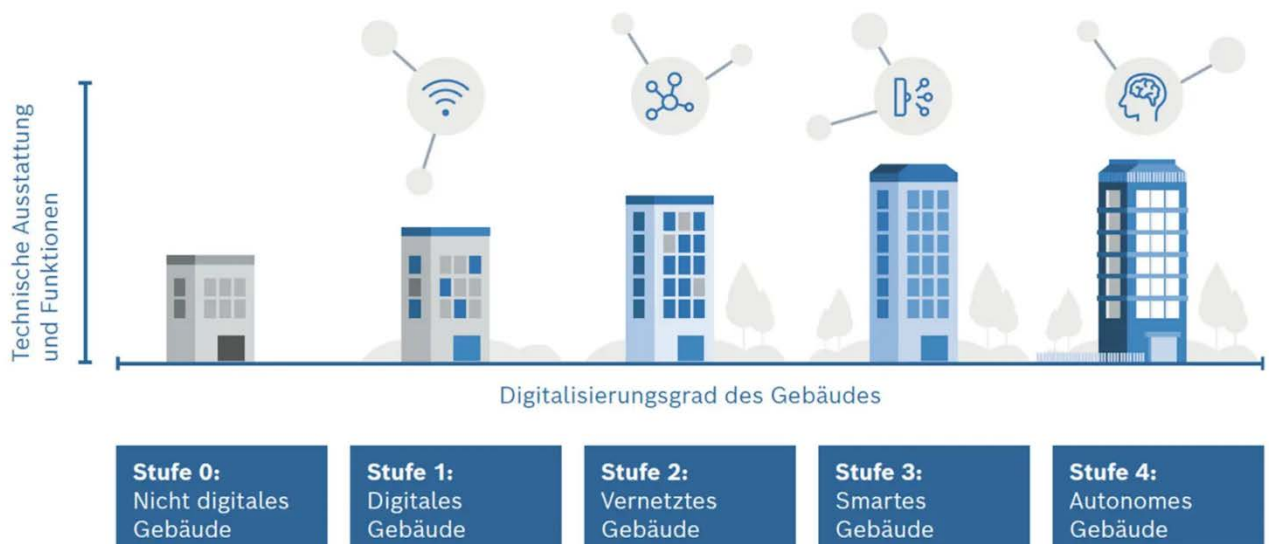 Technische Ausstattung
und Funktionen
Digitalisierungsgrad des Gebäudes
Stufe 0:
Nicht digitales
Gebäude
Stufe 1:
Digitales
Gebäude
Stufe 2:
Vernetztes
Gebäude
Stufe 3:
Smartes
Gebäude
Stufe 4:
Autonomes
Gebäude